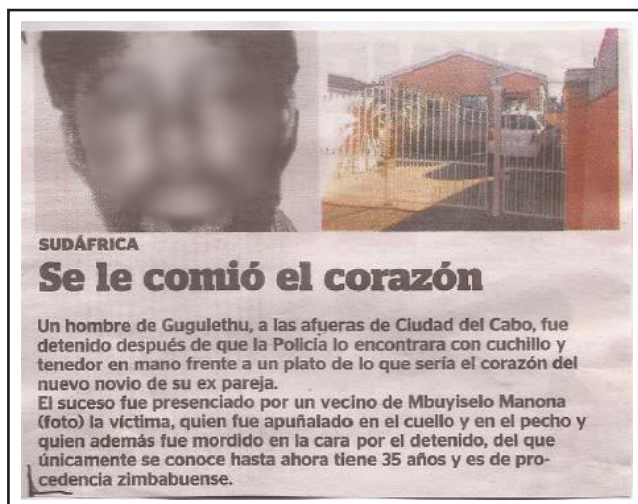 SUDÁFRICA
Se le comió el corazón
Un hombre de Gugulethu, a las afueras de Ciudad del Cabo, fue
detenido después de que la Policía lo encontrara con cuchillo y
tenedor en mano frente a un plato de lo que sería el corazón del
nuevo novio de su ex pareja.
El suceso fue presenciado por un vecino de Mbuyiselo Manona
(foto) la víctima, quien fue apuñalado en el cuello y en el pecho y
quien además fue mordido en la cara por el detenido, del que
únicamente se conoce hasta ahora tiene 35 años y es de pro-
cedencia zimbabuense.